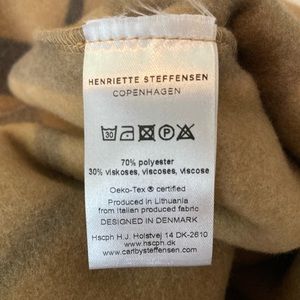 HENRIETTE STEFFENSEN
COPENHAGEN
30
70% polyester
30% viskoses, viscoses, viscose
Oeko-Tex ® certified
Produced in Lithuania
from Italian produced fabric
DESIGNED IN DENMARK
Hscph H.J. Holstvej 14 DK-2610
www.hscph.dk
www.carlbysteffensen.com